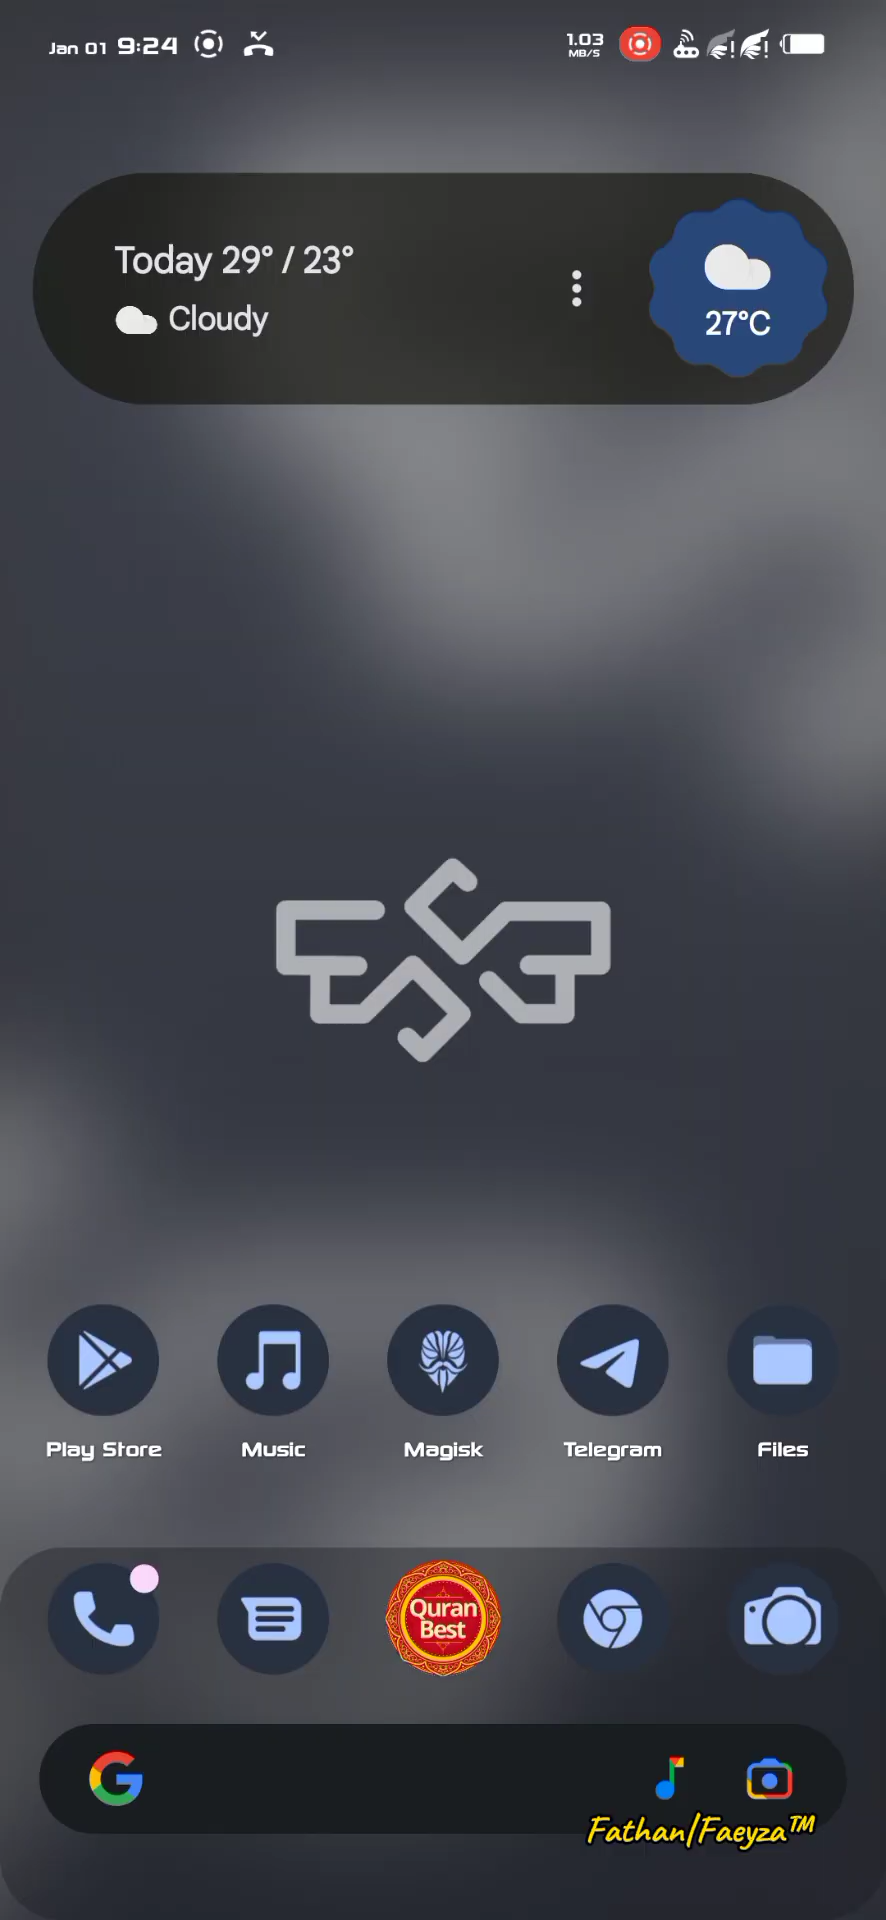 Jan 01 9:24
1.03
MB/S
Today 29° / 23°
Cloudy
27°C
Play Store
Music
Magisk
Telegram
Files
Quran
Best
Fathan/Faeyza™